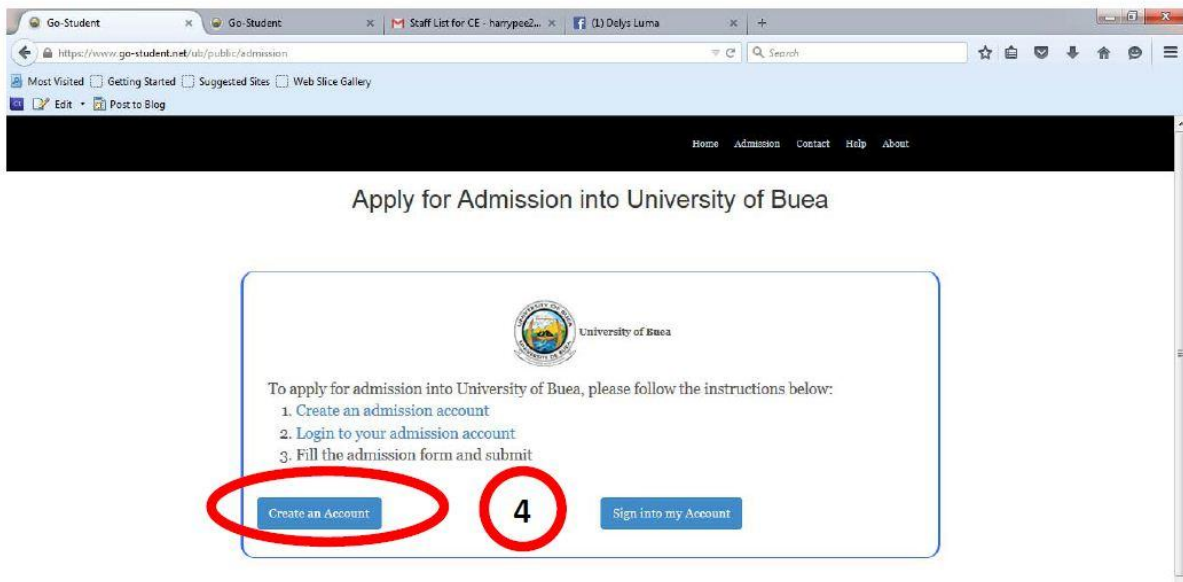 Go-Student
Go-Student
Staff List for CE - harrypee2...
(1) Delys Luma
https://www.go-student.net/ub/public/admission
Search
Most Visited Getting Started Suggested Sites Web Slice Gallery
Edit Post to Blog
Home Admission Contact Help About
Apply for Admission into University of Buea
University of Buea
To apply for admission into University of Buea, please follow the instructions below:
1. Create an admission account
2. Login to your admission account
3. Fill the admission form and submit
Create an Account
4
Sign into my Account